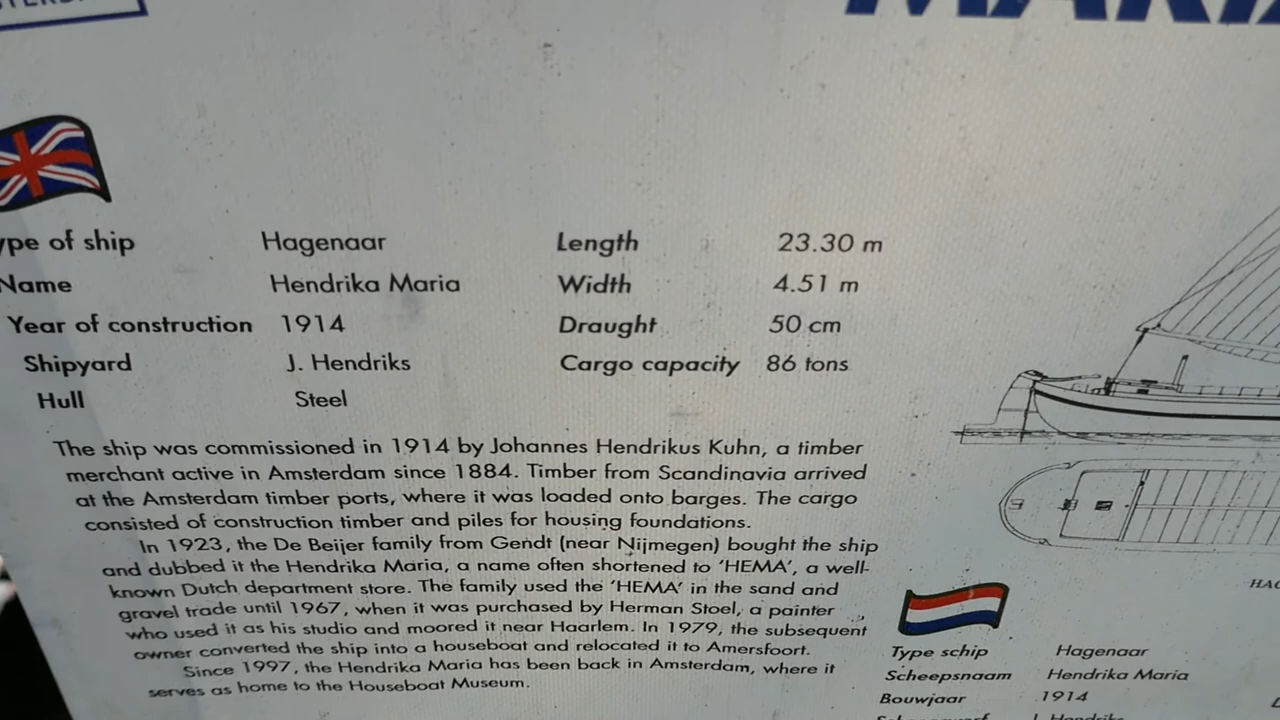 Type of ship Hagenaar Length 23.30 m
Name Hendrika Maria Width 4.51 m
Year of construction 1914 Draught 50 cm
Shipyard J. Hendriks Cargo capacity 86 tons
Hull Steel
The ship was commissioned in 1914 by Johannes Hendrikus Kuhn, a timber
merchant active in Amsterdam since 1884. Timber from Scandinavia arrived
at the Amsterdam timber ports, where it was loaded onto barges. The cargo
consisted of construction timber and piles for housing foundations.
In 1923, the De Beijer family from Gendt (near Nijmegen) bought the ship
and dubbed it the Hendrika Maria, a name often shortened to ‘HEMA’, a well-
known Dutch department store. The family used the ‘HEMA’ in the sand and
gravel trade until 1967, when it was purchased by Herman Stoel, a painter
who used it as his studio and moored it near Haarlem. In 1979, the subsequent
owner converted the ship into a houseboat and relocated it to Amersfoort.
Since 1997, the Hendrika Maria has been back in Amsterdam, where it
serves as home to the Houseboat Museum.
Type schip Hagenaar
Scheepsnaam Hendrika Maria
Bouwjaar 1914
J. Hendriks